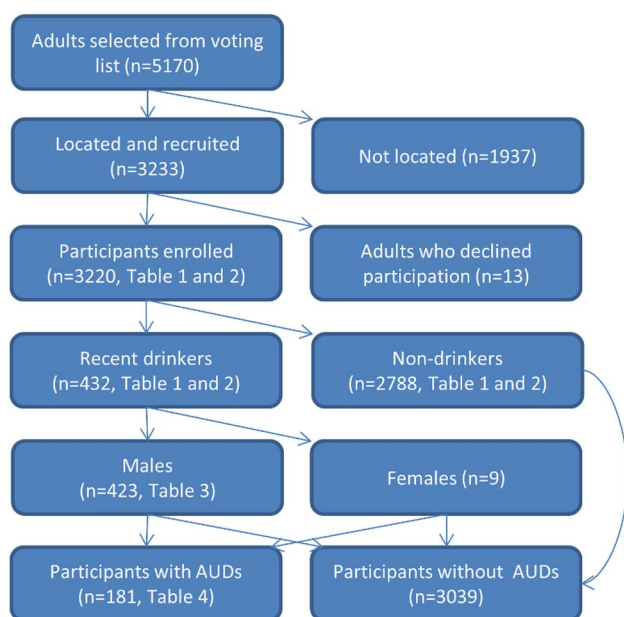 Adults selected from voting
list (n=5170)
Located and recruited
(n=3233)
Not located (n=1937)
Participants enrolled
(n=3220, Table 1 and 2)
Adults who declined
participation (n=13)
Recent drinkers
(n=432, Table 1 and 2)
Non-drinkers
(n=2788, Table 1 and 2)
Males
(n=423, Table 3)
Females (n=9)
Participants with AUDs
(n=181, Table 4)
Participants without AUDs
(n=3039)